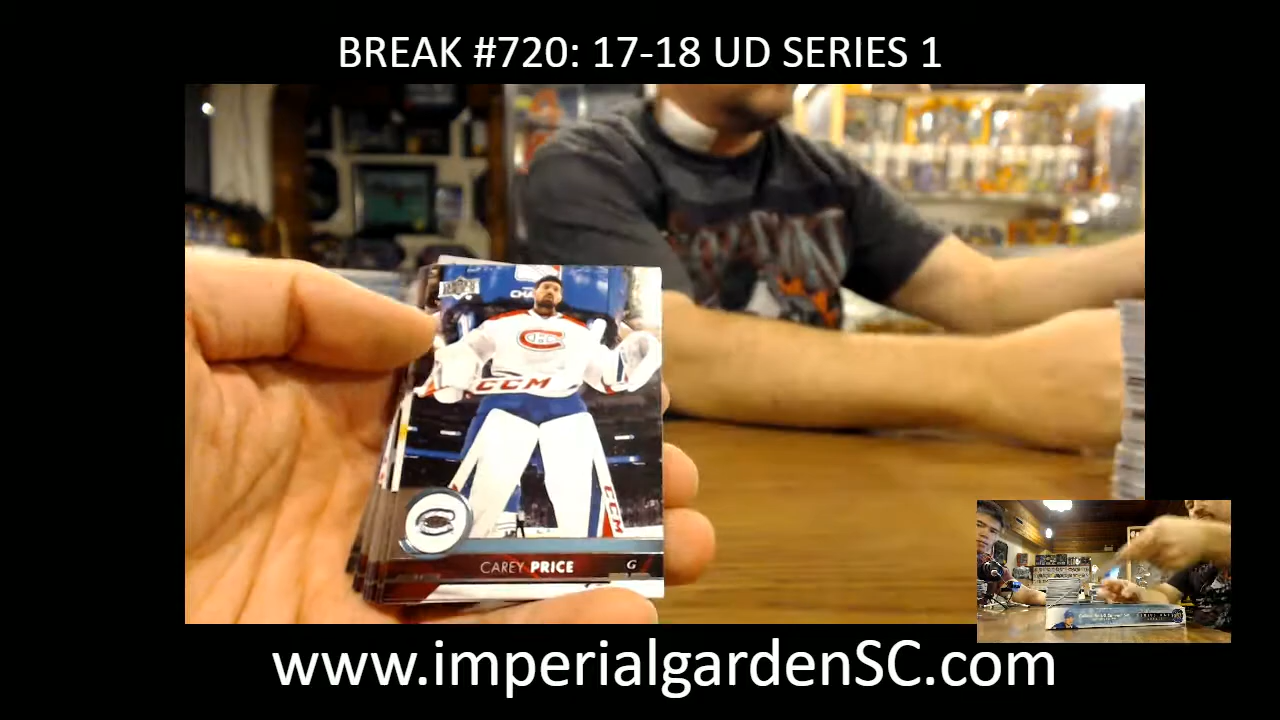 BREAK #720: 17-18 UD SERIES 1
CCM
CCM
CAREY PRICE G
www.imperialgardenSC.com